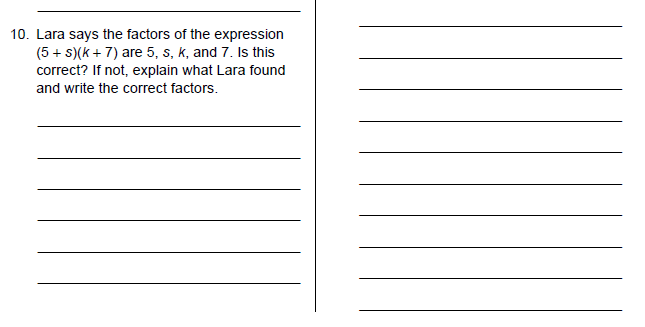 10. Lara says the factors of the expression
(5 + s)(k + 7) are 5, s, k, and 7. Is this
correct? If not, explain what Lara found
and write the correct factors.